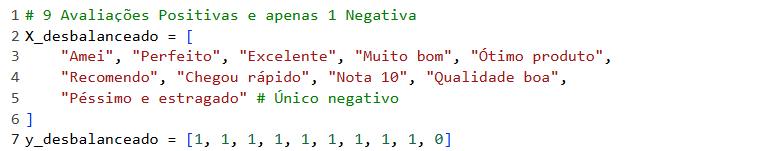 1 # 9 Avaliações Positivas e apenas 1 Negativa
2 X_desbalanceado = [
3     "Amei", "Perfeito", "Excelente", "Muito bom", "Ótimo produto",
4     "Recomendo", "Chegou rápido", "Nota 10", "Qualidade boa",
5     "Péssimo e estragado" # Único negativo
6 ]
7 y_desbalanceado = [1, 1, 1, 1, 1, 1, 1, 1, 1, 0]